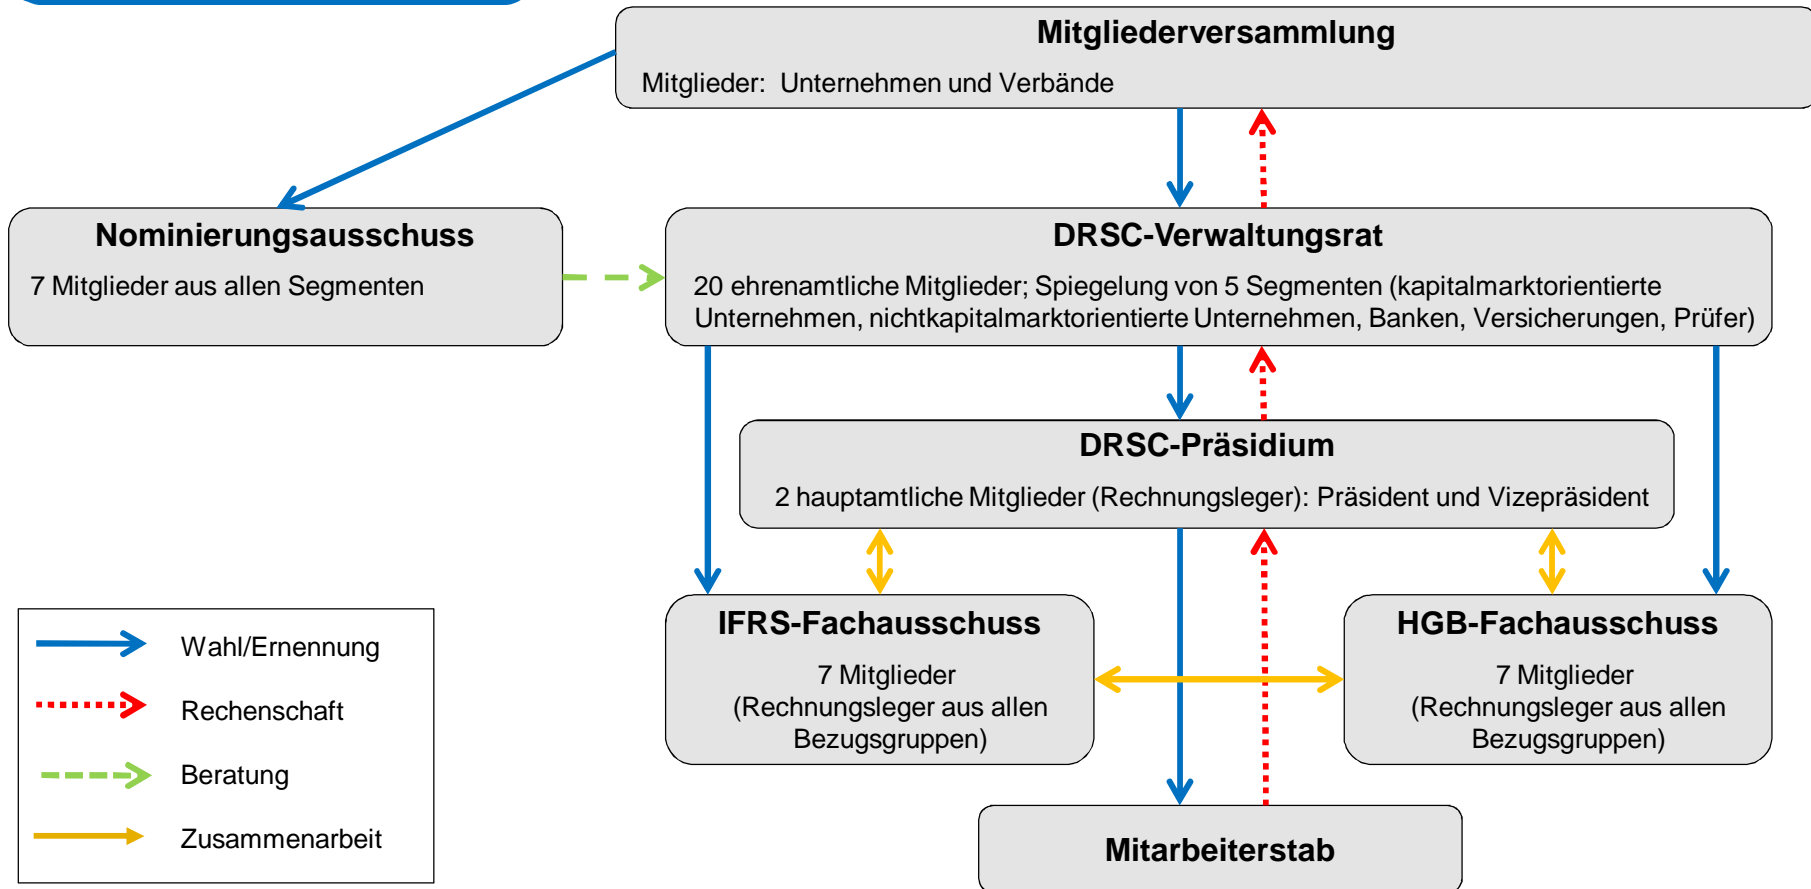 Mitgliederversammlung
Mitglieder: Unternehmen und Verbände
Nominierungsausschuss
7 Mitglieder aus allen Segmenten
DRSC-Verwaltungsrat
20 ehrenamtliche Mitglieder; Spiegelung von 5 Segmenten (kapitalmarktorientierte
Unternehmen, nichtkapitalmarktorientierte Unternehmen, Banken, Versicherungen, Prüfer)
DRSC-Präsidium
2 hauptamtliche Mitglieder (Rechnungsleger): Präsident und Vizepräsident
IFRS-Fachausschuss
7 Mitglieder
(Rechnungsleger aus allen
Bezugsgruppen)
HGB-Fachausschuss
7 Mitglieder
(Rechnungsleger aus allen
Bezugsgruppen)
Mitarbeiterstab
Wahl/Ernennung
Rechenschaft
Beratung
Zusammenarbeit